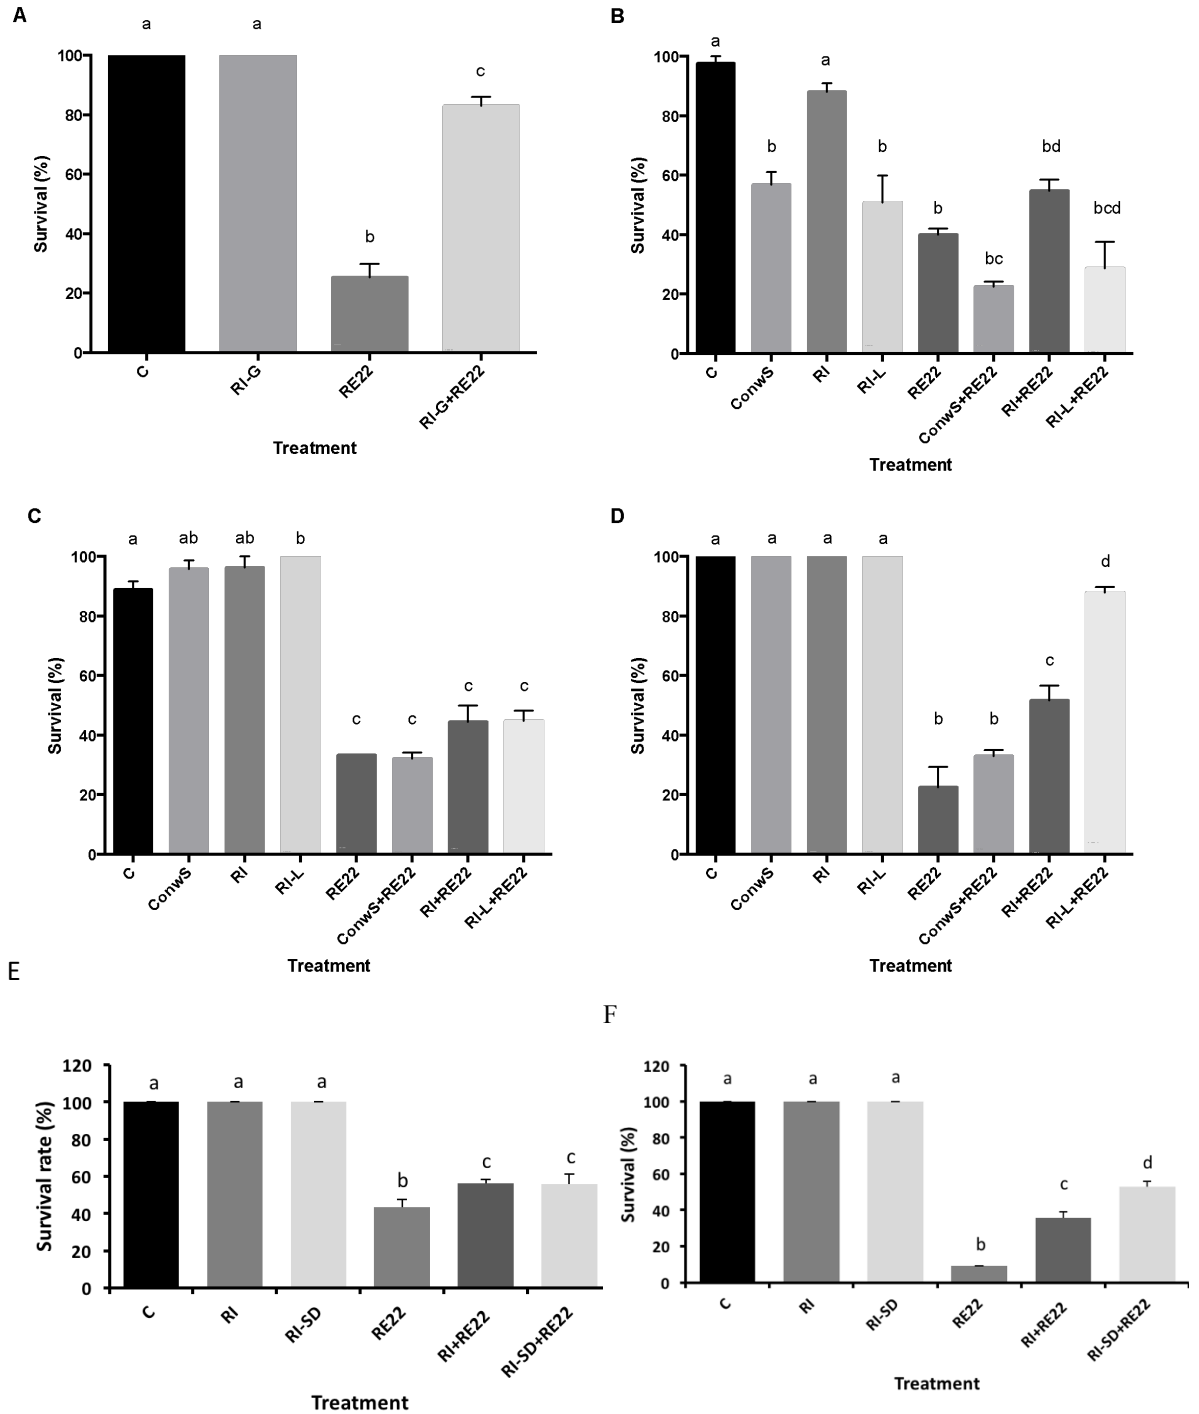 A
a a
c
b
100
80
60
40
20
0
Survival (%)
C RI-G RE22 RI-G+RE22
Treatment
B
a
a
b b bd
b bcd
bc
100
80
60
40
20
0
Survival (%)
C ConwS RI RI-L RE22 ConwS+RE22 RI+RE22 RI-L+RE22
Treatment
C
a ab ab b
c c
c c
100
80
60
40
20
0
Survival (%)
C ConwS RI RI-L RE22 ConwS+RE22 RI+RE22 RI-L+RE22
Treatment
D
a a a a
d
c
b b
100
80
60
40
20
0
Survival (%)
C ConwS RI RI-L RE22 ConwS+RE22 RI+RE22 RI-L+RE22
Treatment
E
a a a
c c
b
120
100
80
60
40
20
0
Survival rate (%)
C RI RI-SD RE22 RI+RE22 RI-SD+RE22
Treatment
F
a a a
d
c
b
120
100
80
60
40
20
0
Survival (%)
C RI RI-SD RE22 RI+RE22 RI-SD+RE22
Treatment